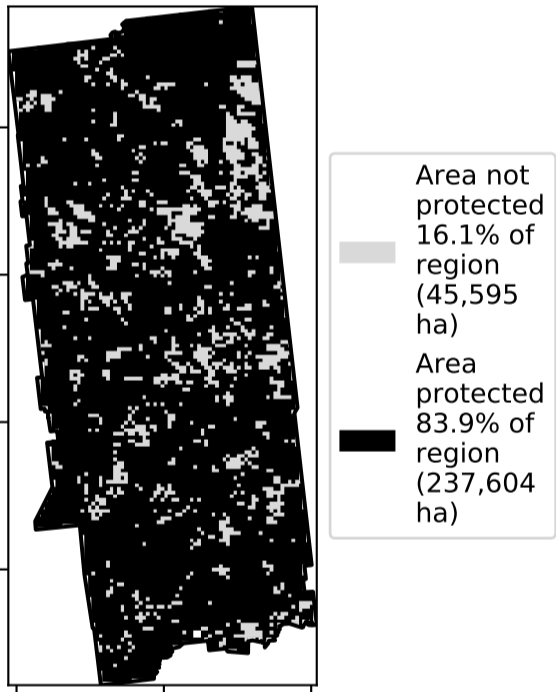 Area not
protected
16.1% of
region
(45,595
ha)
Area
protected
83.9% of
region
(237,604
ha)